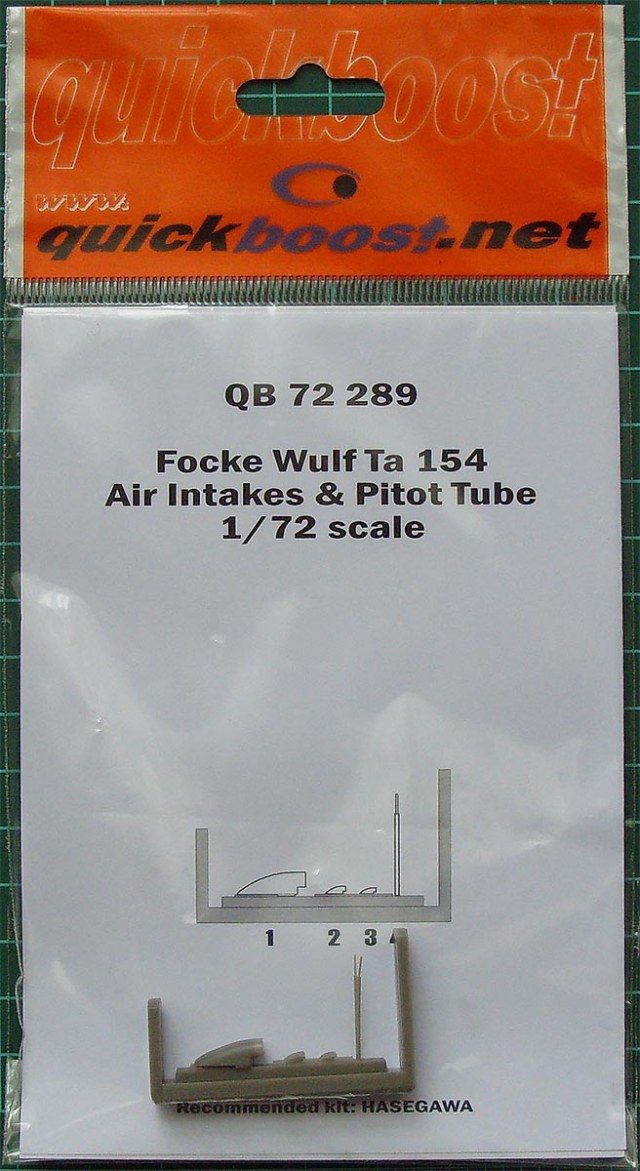 quickboost
www.
quickboost.net
QB 72 289
Focke Wulf Ta 154
Air Intakes & Pitot Tube
1/72 scale
1 2 3
Recommended kit: HASEGAWA